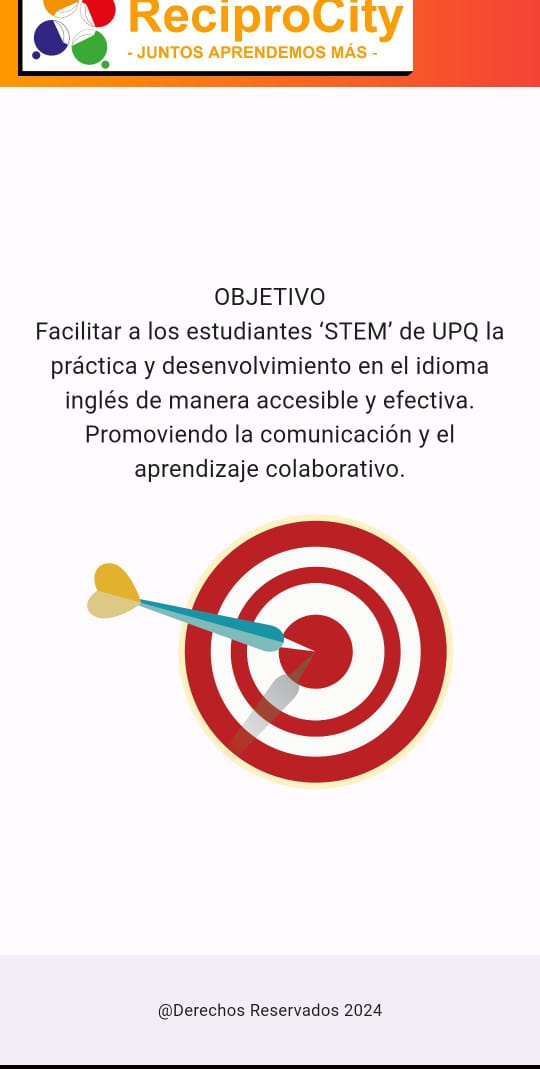 ReciproCity
- JUNTOS APRENDEMOS MÁS -
OBJETIVO
Facilitar a los estudiantes ‘STEM’ de UPQ la
práctica y desenvolvimiento en el idioma
inglés de manera accesible y efectiva.
Promoviendo la comunicación y el
aprendizaje colaborativo.
@Derechos Reservados 2024